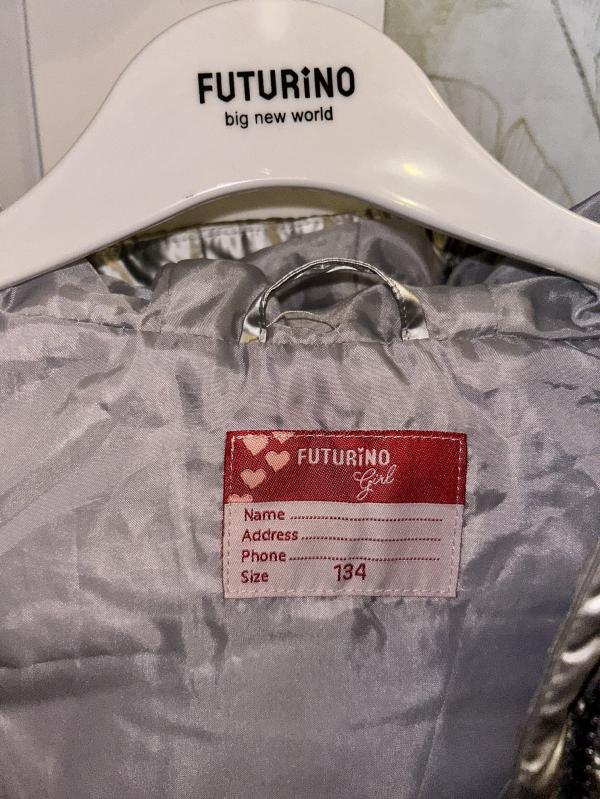 FUTURiNO
big new world
FUTURiNO
Girl
Name
Address
Phone
Size 134